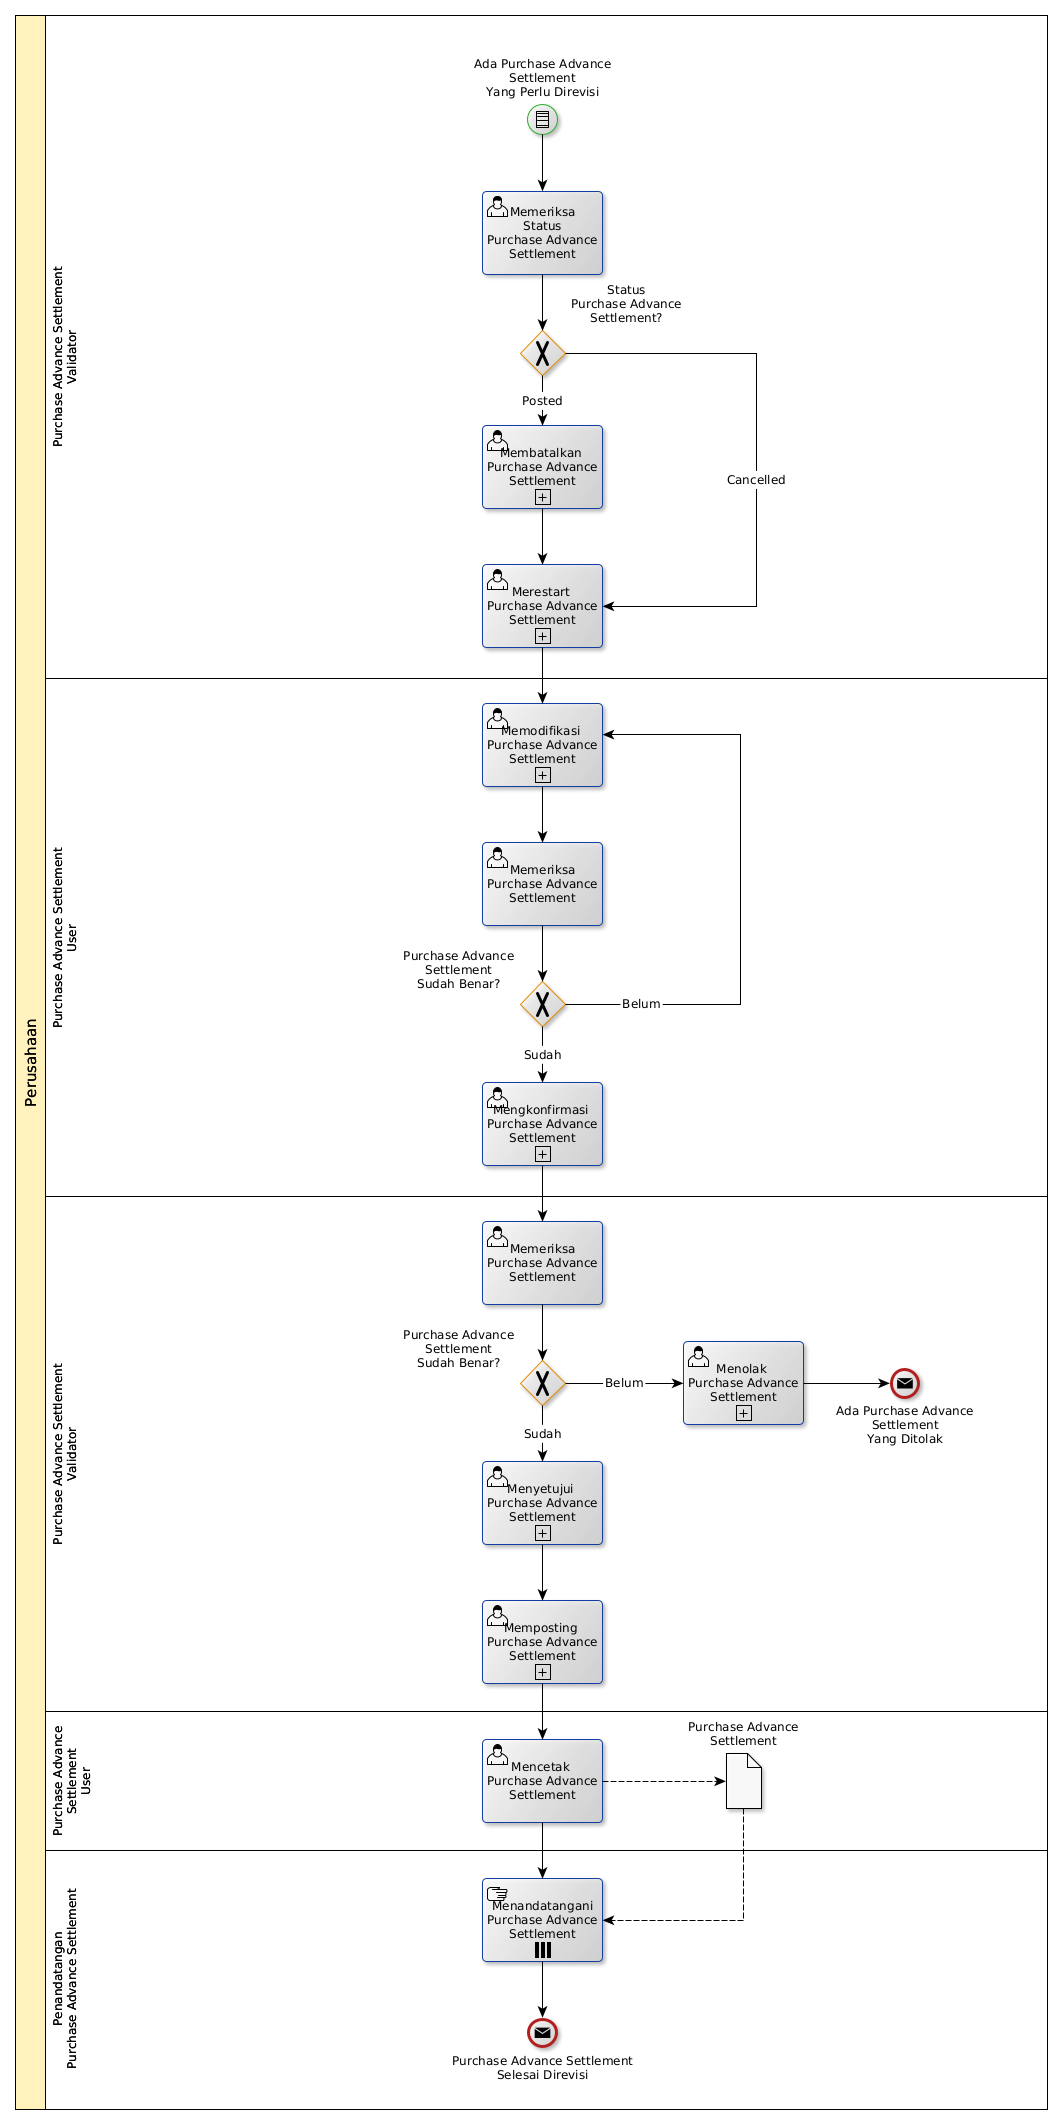 Perusahaan
Purchase Advance Settlement
Validator
Ada Purchase Advance
Settlement
Yang Perlu Direvisi
Memeriksa
Status
Purchase Advance
Settlement
Status
Purchase Advance
Settlement?
Posted
Cancelled
Membatalkan
Purchase Advance
Settlement
Merestart
Purchase Advance
Settlement
Purchase Advance Settlement
User
Memodifikasi
Purchase Advance
Settlement
Memeriksa
Purchase Advance
Settlement
Purchase Advance
Settlement
Sudah Benar?
Belum
Sudah
Mengkonfirmasi
Purchase Advance
Settlement
Purchase Advance Settlement
Validator
Memeriksa
Purchase Advance
Settlement
Purchase Advance
Settlement
Sudah Benar?
Belum
Menolak
Purchase Advance
Settlement
Ada Purchase Advance
Settlement
Yang Ditolak
Sudah
Menyetujui
Purchase Advance
Settlement
Memposting
Purchase Advance
Settlement
Purchase Advance
Settlement
User
Mencetak
Purchase Advance
Settlement
Purchase Advance
Settlement
Penandatangan
Purchase Advance Settlement
Menandatangani
Purchase Advance
Settlement
Purchase Advance Settlement
Selesai Direvisi